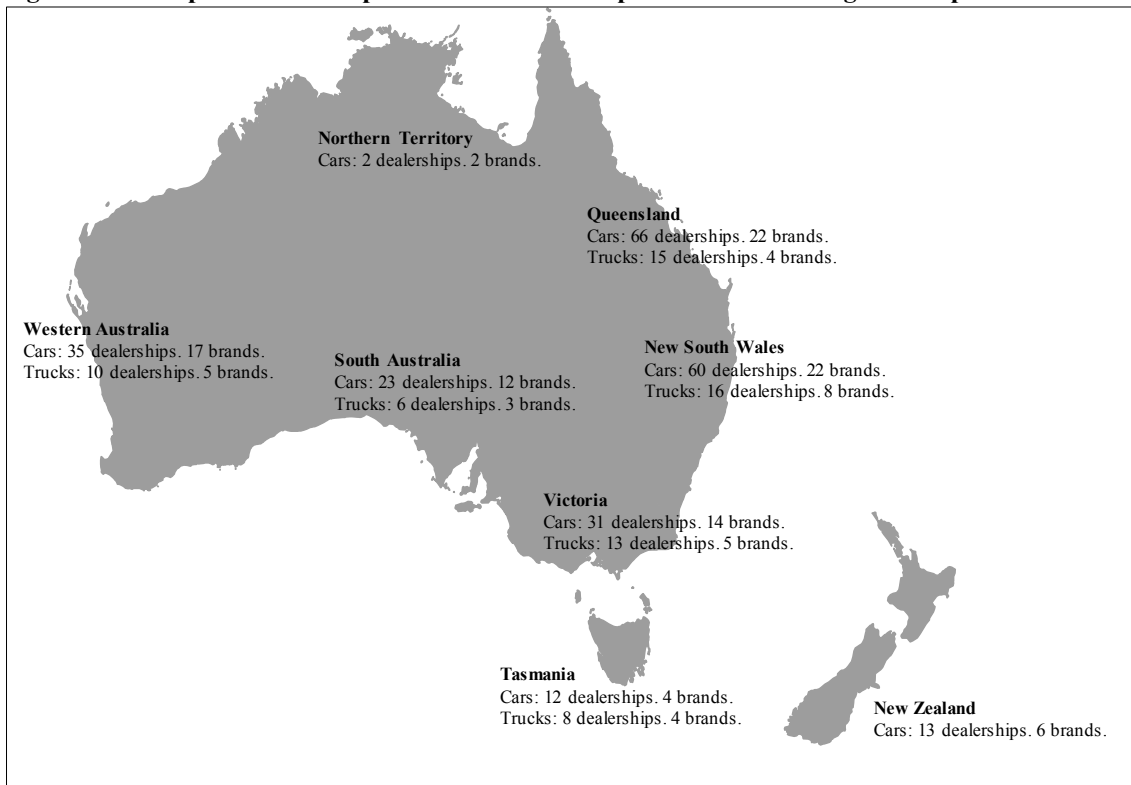 Northern Territory
Cars: 2 dealerships. 2 brands.
Queensland
Cars: 66 dealerships. 22 brands.
Trucks: 15 dealerships. 4 brands.
Western Australia
Cars: 35 dealerships. 17 brands.
Trucks: 10 dealerships. 5 brands.
South Australia
Cars: 23 dealerships. 12 brands.
Trucks: 6 dealerships. 3 brands.
New South Wales
Cars: 60 dealerships. 22 brands.
Trucks: 16 dealerships. 8 brands.
Victoria
Cars: 31 dealerships. 14 brands.
Trucks: 13 dealerships. 5 brands.
Tasmania
Cars: 12 dealerships. 4 brands.
Trucks: 8 dealerships. 4 brands.
New Zealand
Cars: 13 dealerships. 6 brands.